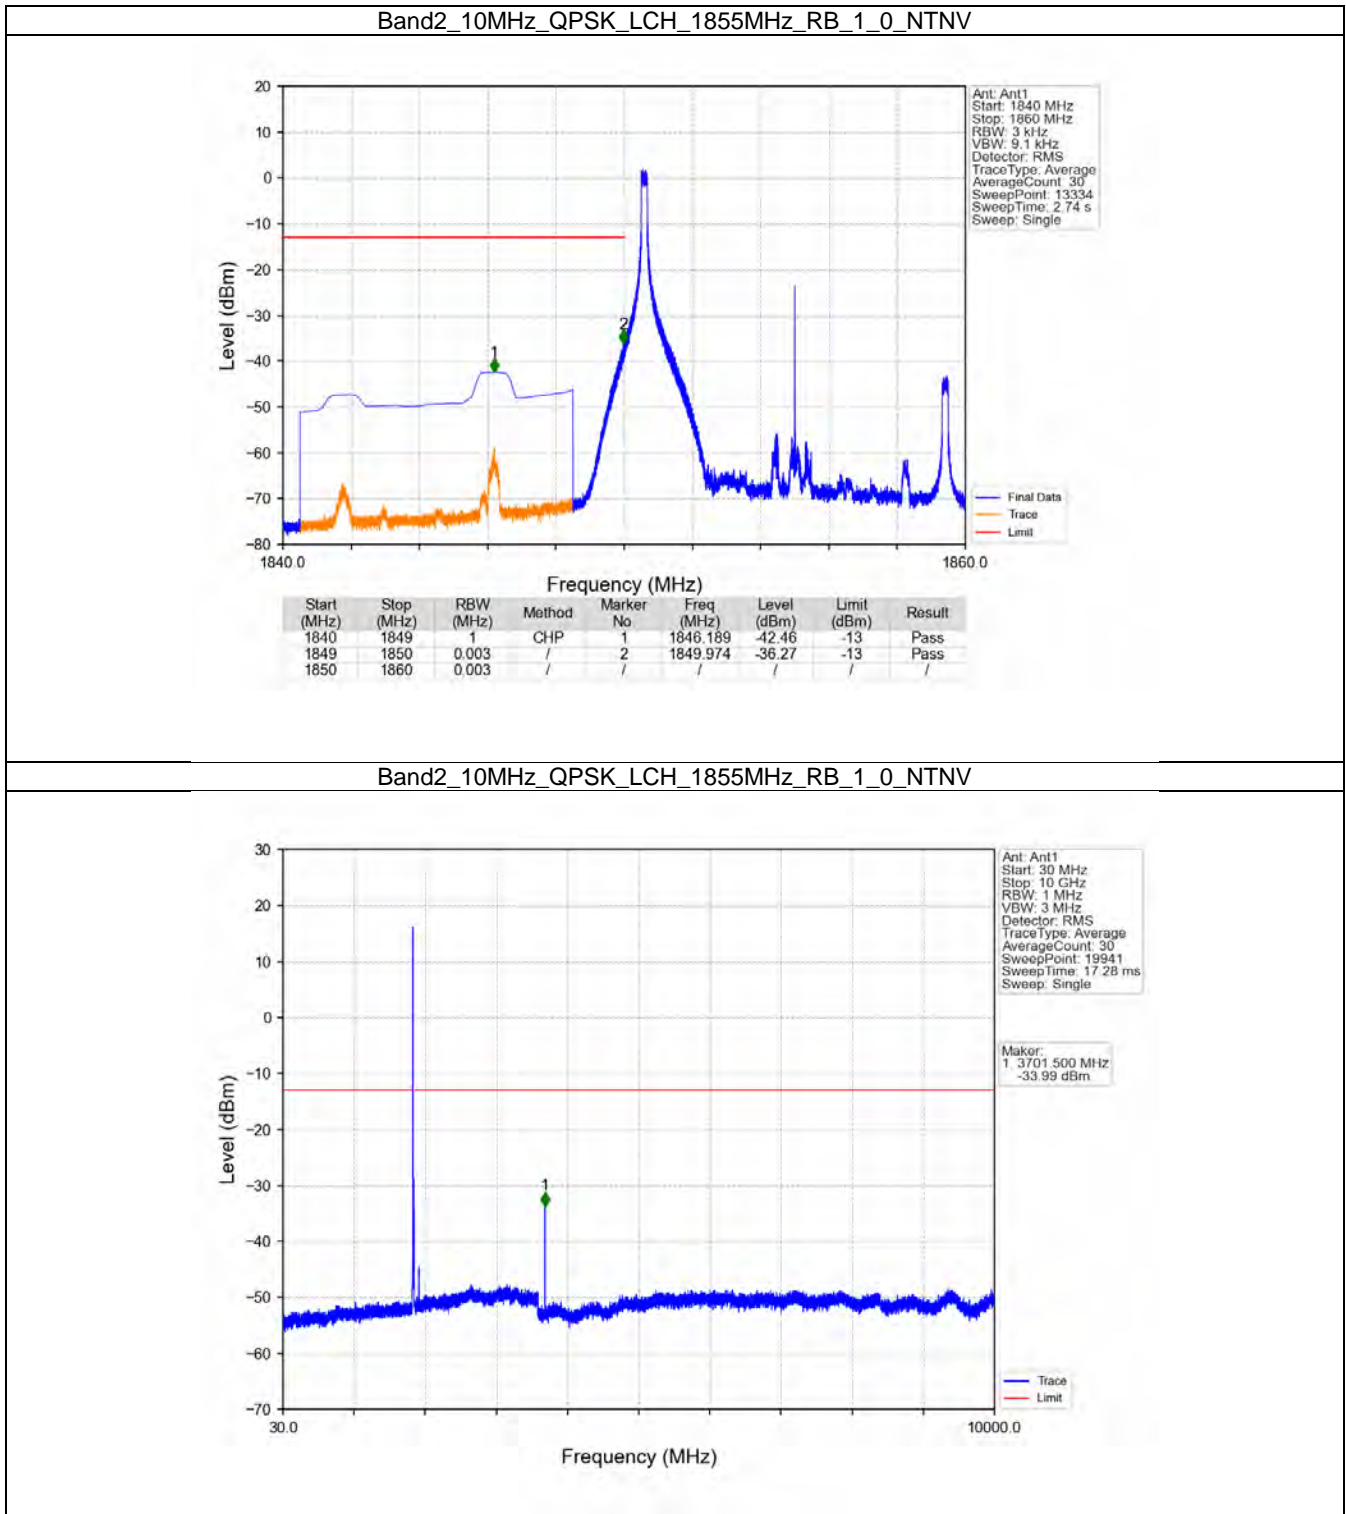 Band2_10MHz_QPSK_LCH_1855MHz_RB_1_0_NTNV
Ant: Ant1
Start: 1840 MHz
Stop: 1860 MHz
RBW: 3 kHz
VBW: 9.1 kHz
Detector: RMS
TraceType: Average
AverageCount: 30
SweepPoint: 13334
SweepTime: 2.74 s
Sweep: Single
20
10
0
−10
−20
−30
−40
−50
−60
−70
−80
Level (dBm)
1
2
Final Data
Trace
Limit
1840.0 1860.0
Frequency (MHz)
Start (MHz) Stop (MHz) RBW (MHz) Method Marker No Freq (MHz) Level (dBm) Limit (dBm) Result
1840 1849 1 CHP 1 1846.189 -42.46 -13 Pass
1849 1850 0.003 / 2 1849.974 -36.27 -13 Pass
1850 1860 0.003 / / / / / /
Band2_10MHz_QPSK_LCH_1855MHz_RB_1_0_NTNV
Ant: Ant1
Start: 30 MHz
Stop: 10 GHz
RBW: 1 MHz
VBW: 3 MHz
Detector: RMS
TraceType: Average
AverageCount: 30
SweepPoint: 19941
SweepTime: 17.28 ms
Sweep: Single
Maker:
1 3701.500 MHz
-33.99 dBm
30
20
10
0
−10
−20
−30
−40
−50
−60
−70
Level (dBm)
1
Trace
Limit
30.0 10000.0
Frequency (MHz)